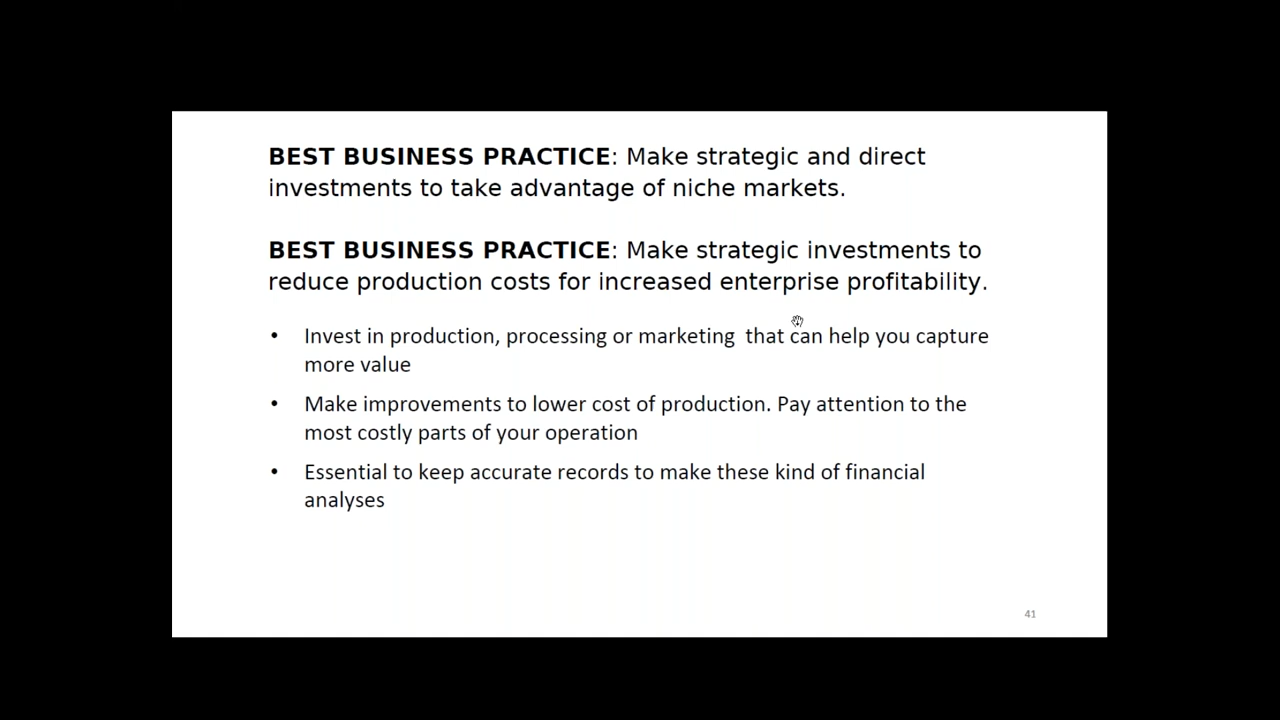 BEST BUSINESS PRACTICE: Make strategic and direct
investments to take advantage of niche markets.
BEST BUSINESS PRACTICE: Make strategic investments to
reduce production costs for increased enterprise profitability.
• Invest in production, processing or marketing  that can help you capture
more value
• Make improvements to lower cost of production. Pay attention to the
most costly parts of your operation
• Essential to keep accurate records to make these kind of financial
analyses
41